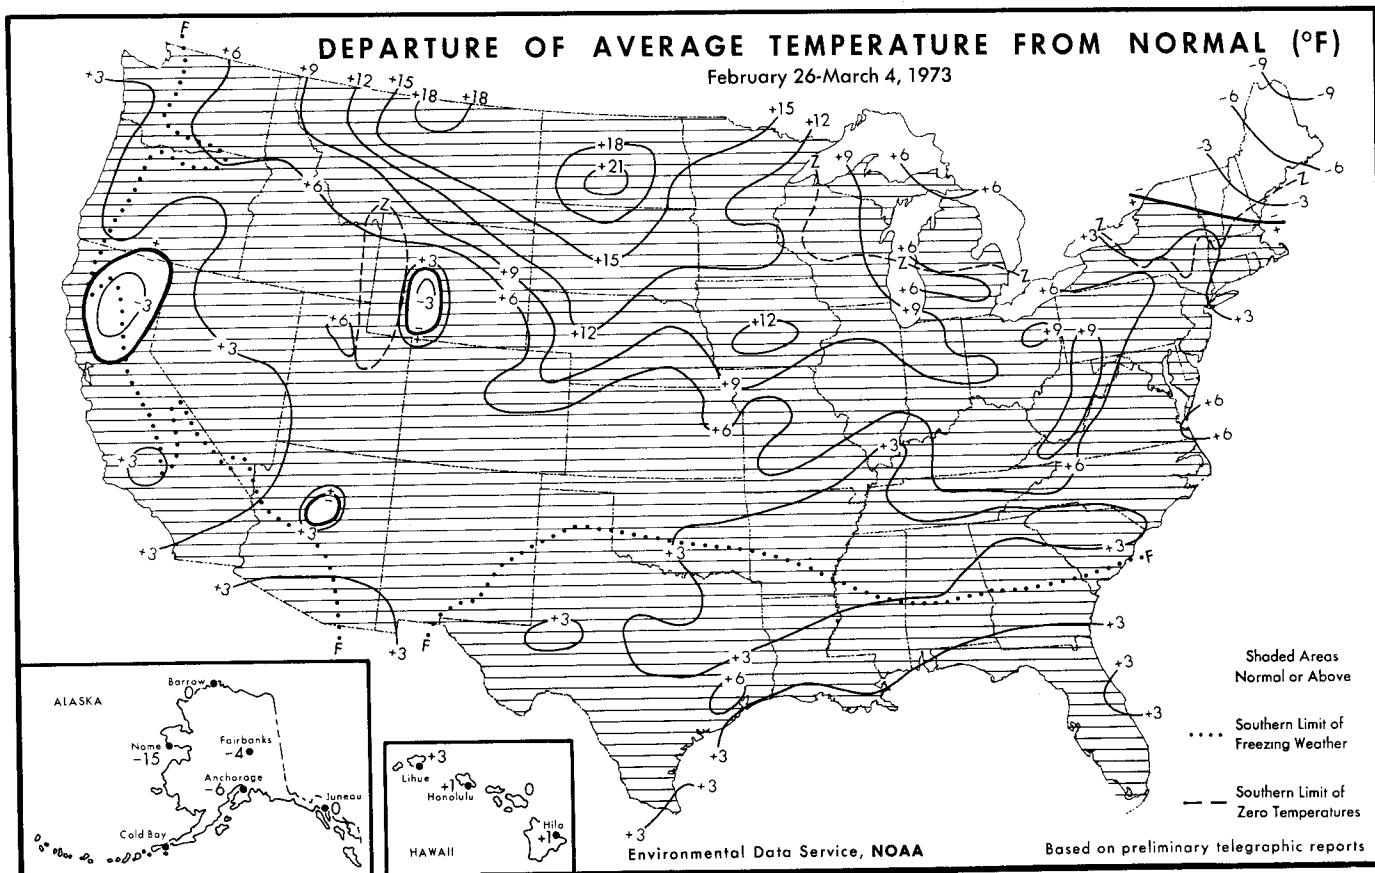 DEPARTURE OF AVERAGE TEMPERATURE FROM NORMAL (°F)
February 26-March 4, 1973
F
+3
+6
+9
+12
+15
+18
+18
+18
+21
+15
+12
+15
+12
Z
+9
+6
+6
-9
-9
-6
-6
-3
-3
Z
-
+
-
+
+6
Z
+3
-3
+
+9
+6
+
-3
+6
+
+3
+6
Z
+6
+9
Z
+6
+3
Z
+3
+12
+9
+6
+3
+9
+9
+6
+6
+6
+3
+3
+
+3
+3
+3
F
+3
F
+3
+3
F
+3
+6
+3
+3
+3
+3
+3
+3
ALASKA
Barrow
0
Nome
-15
Fairbanks
-4
Anchorage
-6
Juneau
0
Cold Bay
HAWAII
+3
Lihue
+1
Honolulu
0
Hilo
+1
Shaded Areas
Normal or Above
Southern Limit of
Freezing Weather
Southern Limit of
Zero Temperatures
Environmental Data Service, NOAA
Based on preliminary telegraphic reports